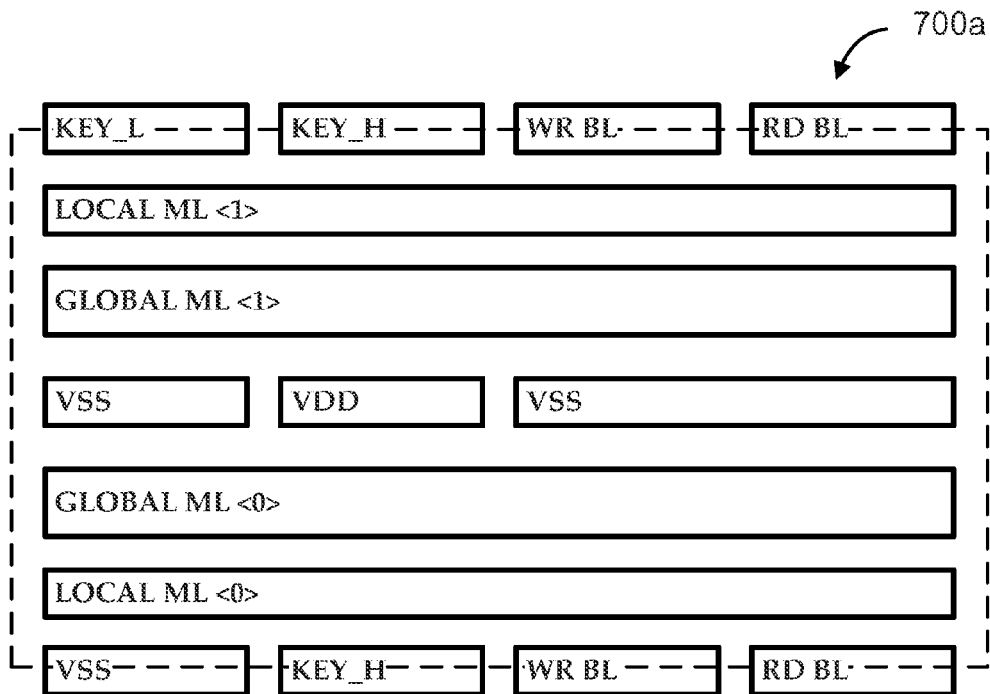 700a
KEY_L KEY_H WR BL RD BL
LOCAL ML <1>
GLOBAL ML <1>
VSS VDD VSS
GLOBAL ML <0>
LOCAL ML <0>
VSS KEY_H WR BL RD BL